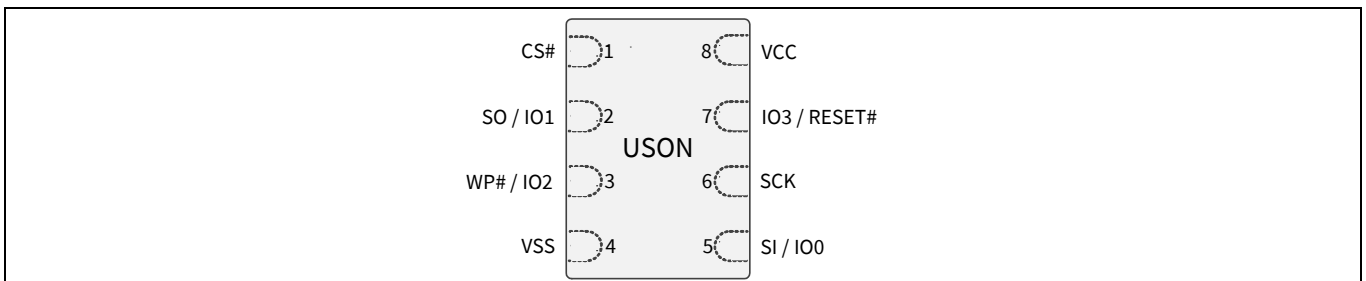 CS# 1 8 VCC
SO / IO1 2 7 IO3 / RESET#
USON
WP# / IO2 3 6 SCK
VSS 4 5 SI / IO0